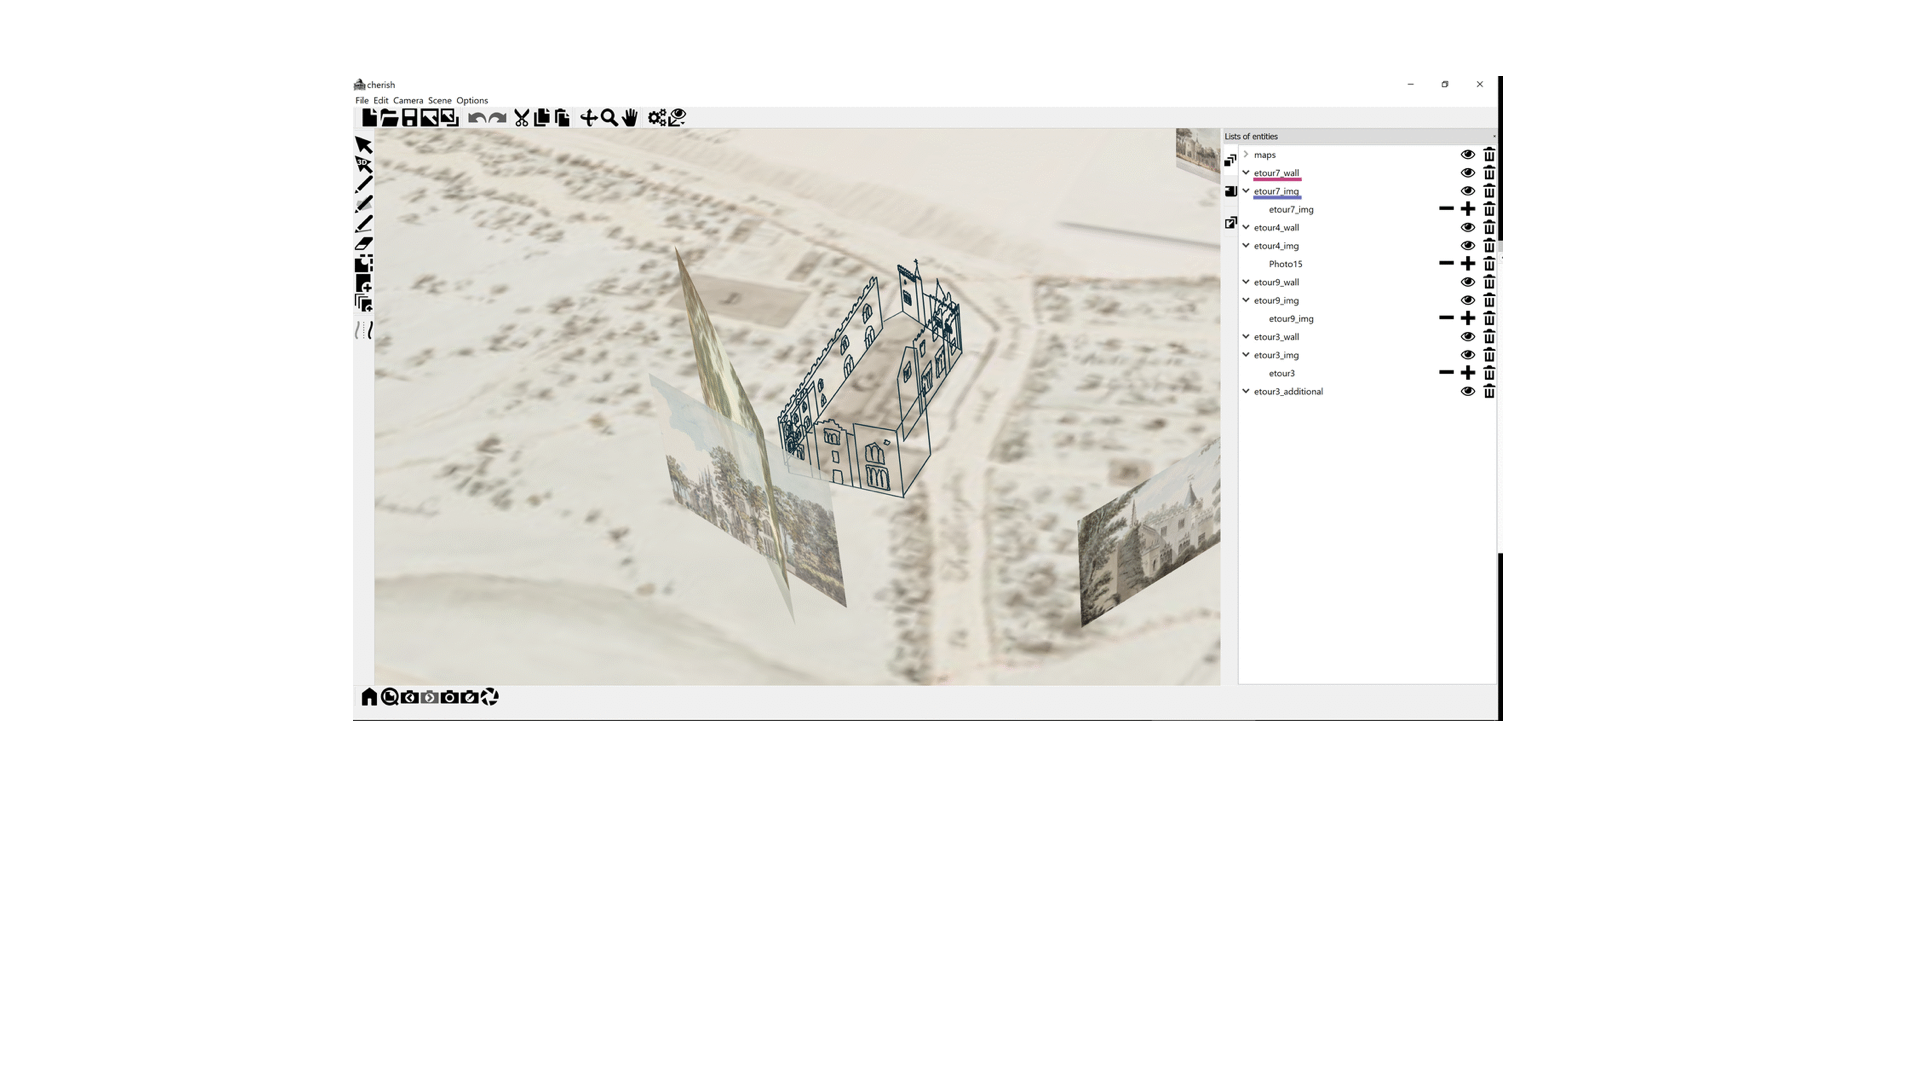 cherish
File Edit Camera Scene Options
Lists of entities
maps
etour7_wall
etour7_img
etour7_img
etour4_wall
etour4_img
Photo15
etour9_wall
etour9_img
etour9_img
etour3_wall
etour3_img
etour3
etour3_additional